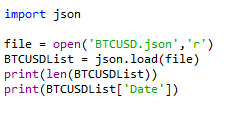 import json
file = open('BTCUSD.json','r')
BTCUSDList = json.load(file)
print(len(BTCUSDList))
print(BTCUSDList['Date'])